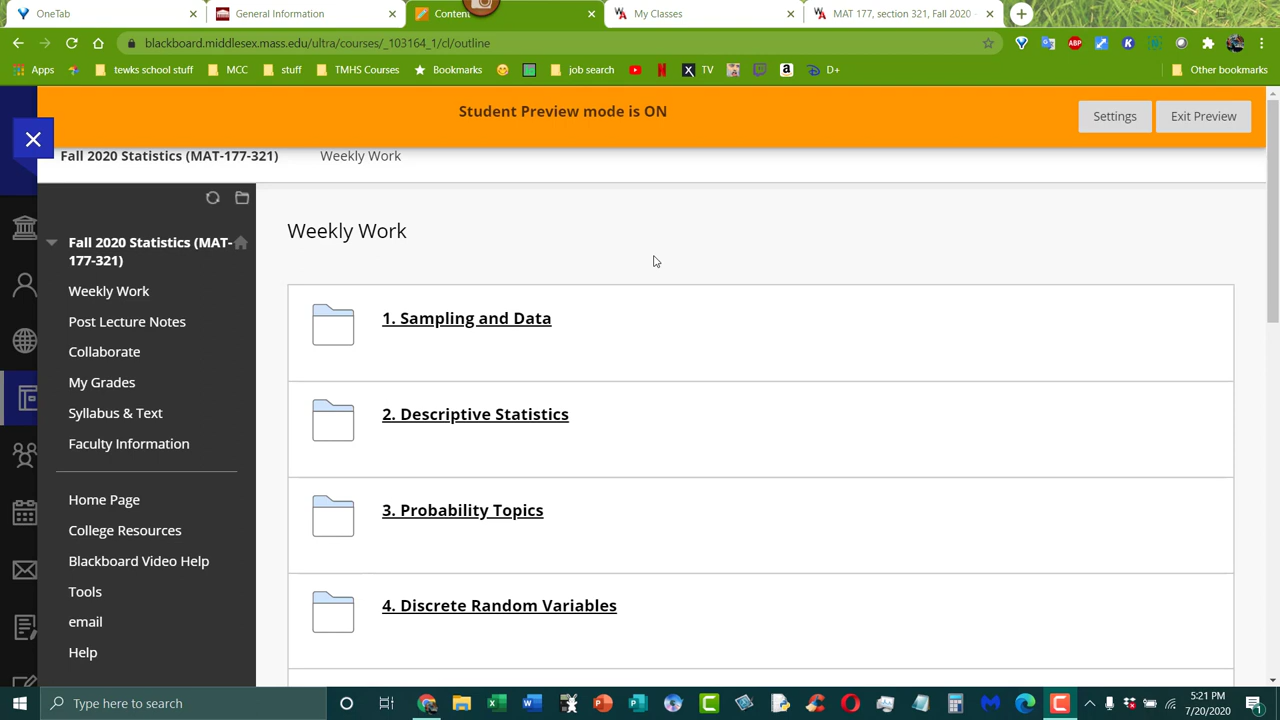 OneTab
General Information
Content
My Classes
MAT 177, section 321, Fall 2020 -
blackboard.middlesex.mass.edu/ultra/courses/_103164_1/cl/outline
Apps
tewks school stuff
MCC
stuff
TMHS Courses
Bookmarks
job search
TV
D+
Other bookmarks
Student Preview mode is ON
Settings
Exit Preview
Fall 2020 Statistics (MAT-177-321)
Weekly Work
Fall 2020 Statistics (MAT-
177-321)
Weekly Work
Post Lecture Notes
Collaborate
My Grades
Syllabus & Text
Faculty Information
Home Page
College Resources
Blackboard Video Help
Tools
email
Help
Weekly Work
1. Sampling and Data
2. Descriptive Statistics
3. Probability Topics
4. Discrete Random Variables
Type here to search
5:21 PM
7/20/2020